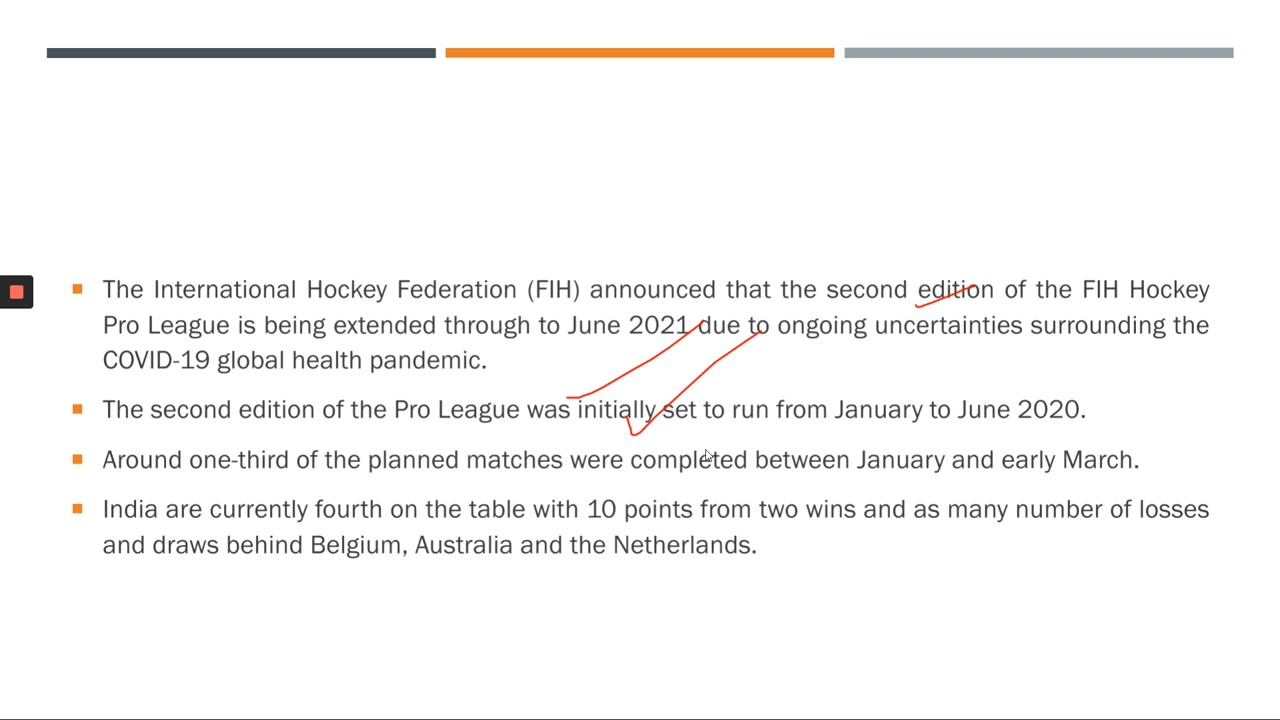 The International Hockey Federation (FIH) announced that the second edition of the FIH Hockey
Pro League is being extended through to June 2021 due to ongoing uncertainties surrounding the
COVID-19 global health pandemic.
The second edition of the Pro League was initially set to run from January to June 2020.
Around one-third of the planned matches were completed between January and early March.
India are currently fourth on the table with 10 points from two wins and as many number of losses
and draws behind Belgium, Australia and the Netherlands.